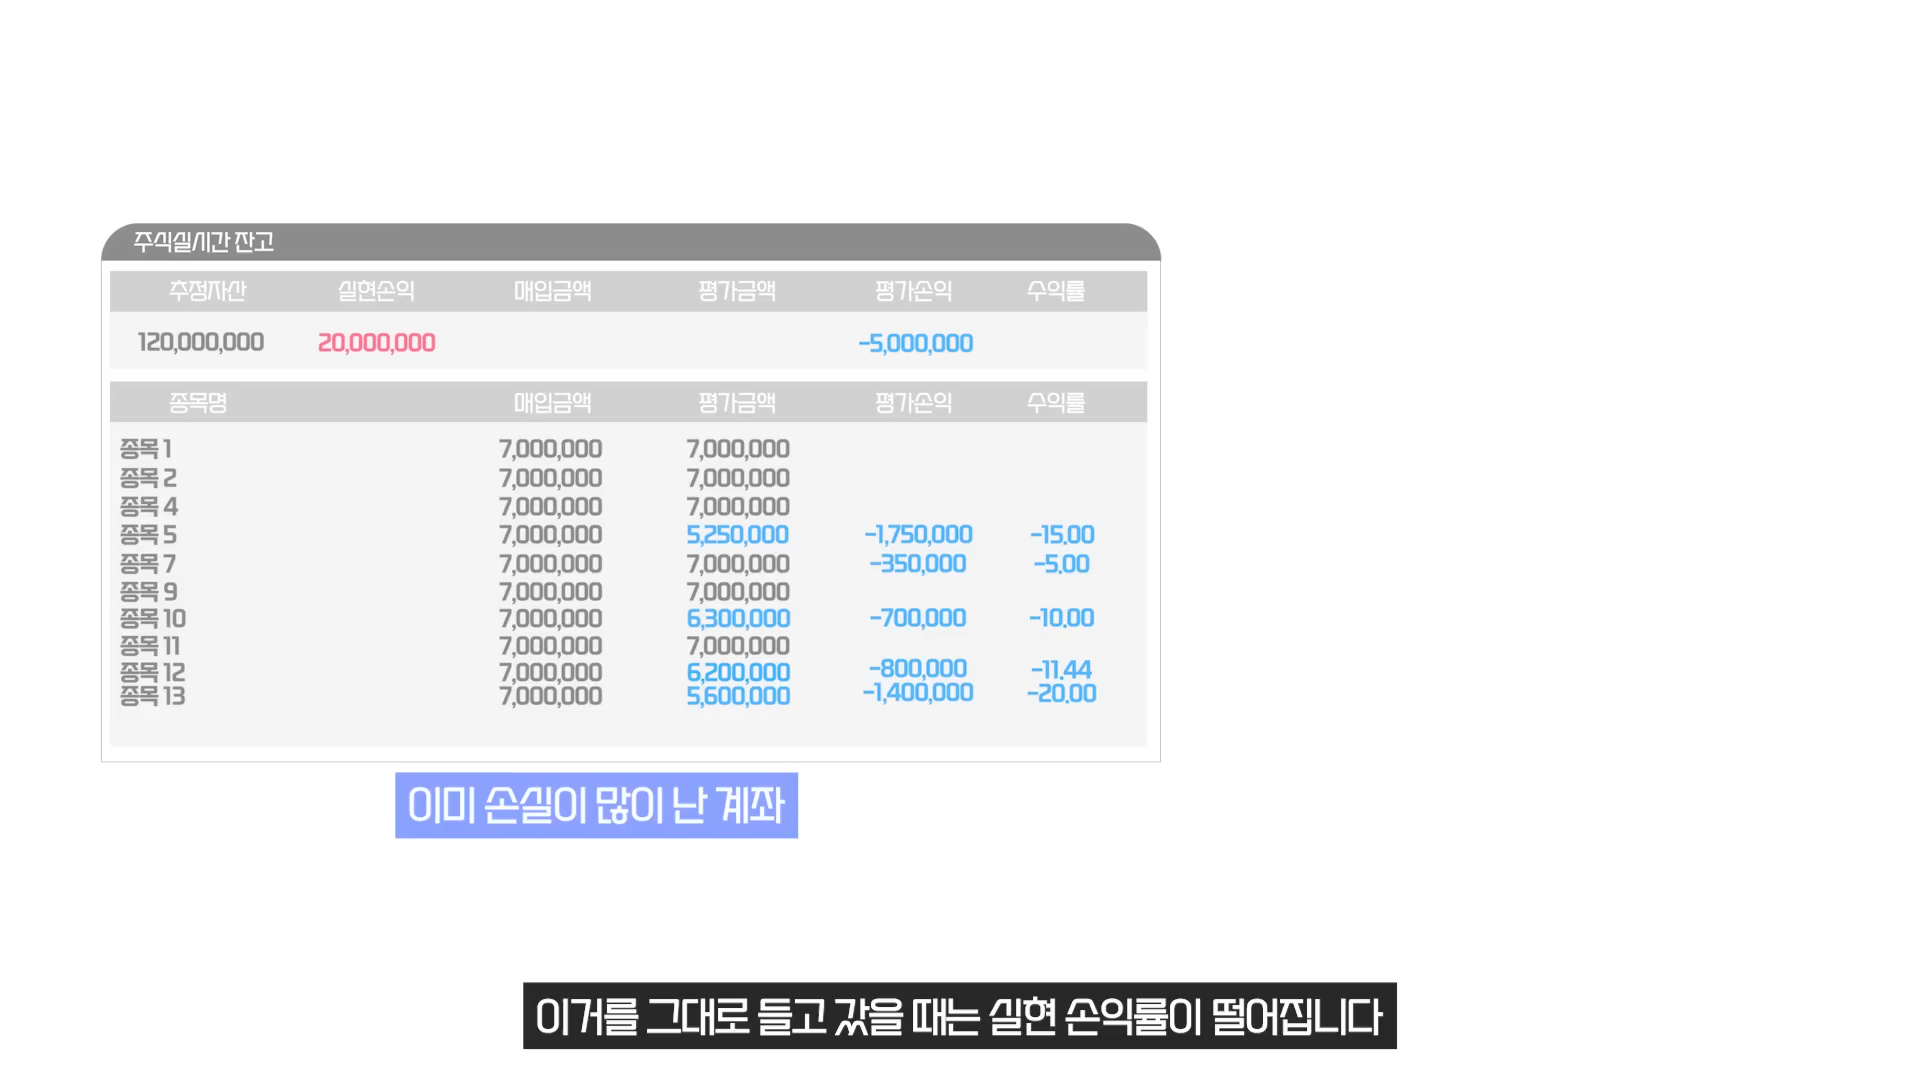 주식실시간 잔고
추정자산 실현손익 매입금액 평가금액 평가손익 수익률
120,000,000 20,000,000 -5,000,000
종목명 매입금액 평가금액 평가손익 수익률
종목 1 7,000,000 7,000,000
종목 2 7,000,000 7,000,000
종목 4 7,000,000 7,000,000
종목 5 7,000,000 5,250,000 -1,750,000 -15.00
종목 7 7,000,000 7,000,000 -350,000 -5.00
종목 9 7,000,000 7,000,000
종목 10 7,000,000 6,300,000 -700,000 -10.00
종목 11 7,000,000 7,000,000
종목 12 7,000,000 6,200,000 -800,000 -11.44
종목 13 7,000,000 5,600,000 -1,400,000 -20.00
이미 손실이 많이 난 계좌
이거를 그대로 들고 갔을 때는 실현 손익률이 떨어집니다